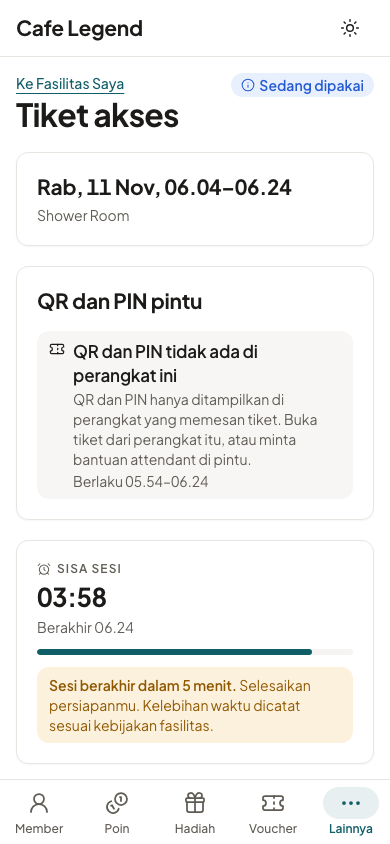 Cafe Legend
Ke Fasilitas Saya
Sedang dipakai
Tiket akses
Rab, 11 Nov, 06.04–06.24
Shower Room
QR dan PIN pintu
QR dan PIN tidak ada di
perangkat ini
QR dan PIN hanya ditampilkan di
perangkat yang memesan tiket. Buka
tiket dari perangkat itu, atau minta
bantuan attendant di pintu.
Berlaku 05.54–06.24
SISA SESI
03:58
Berakhir 06.24
Sesi berakhir dalam 5 menit. Selesaikan
persiapanmu. Kelebihan waktu dicatat
sesuai kebijakan fasilitas.
Member
Poin
Hadiah
Voucher
Lainnya